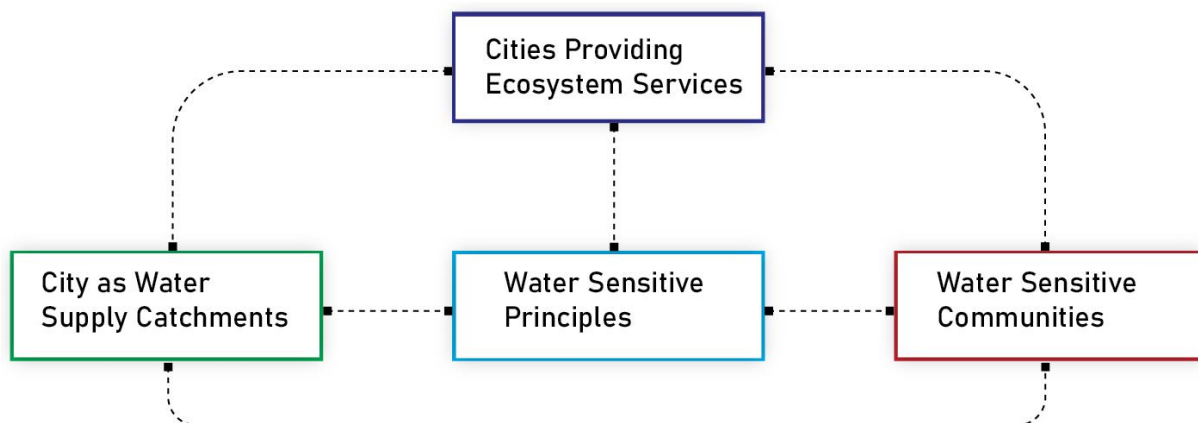 Cities Providing
Ecosystem Services
City as Water
Supply Catchments
Water Sensitive
Principles
Water Sensitive
Communities